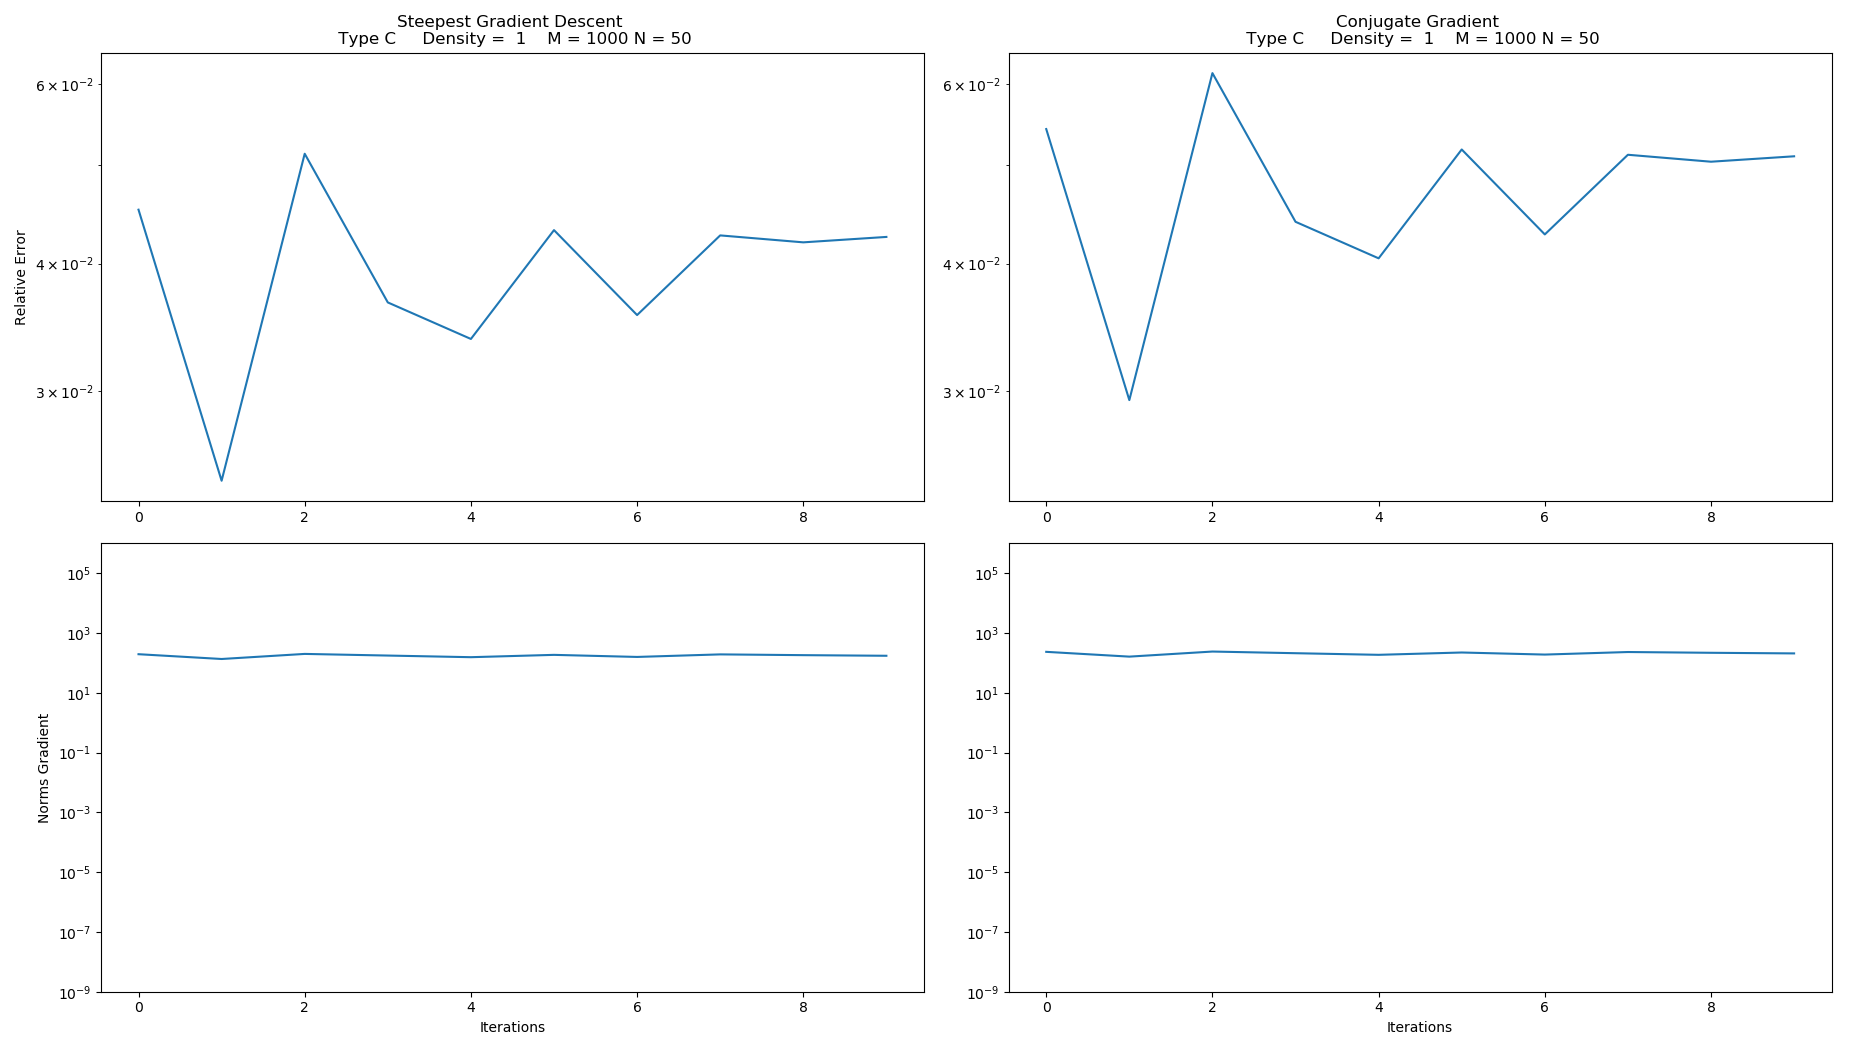 Steepest Gradient Descent
Type C Density = 1 M = 1000 N = 50
Conjugate Gradient
Type C Density = 1 M = 1000 N = 50
6 × 10⁻²
4 × 10⁻²
3 × 10⁻²
Relative Error
0 2 4 6 8
6 × 10⁻²
4 × 10⁻²
3 × 10⁻²
0 2 4 6 8
10⁵
10³
10¹
10⁻¹
10⁻³
10⁻⁵
10⁻⁷
10⁻⁹
Norms Gradient
0 2 4 6 8
Iterations
10⁵
10³
10¹
10⁻¹
10⁻³
10⁻⁵
10⁻⁷
10⁻⁹
0 2 4 6 8
Iterations